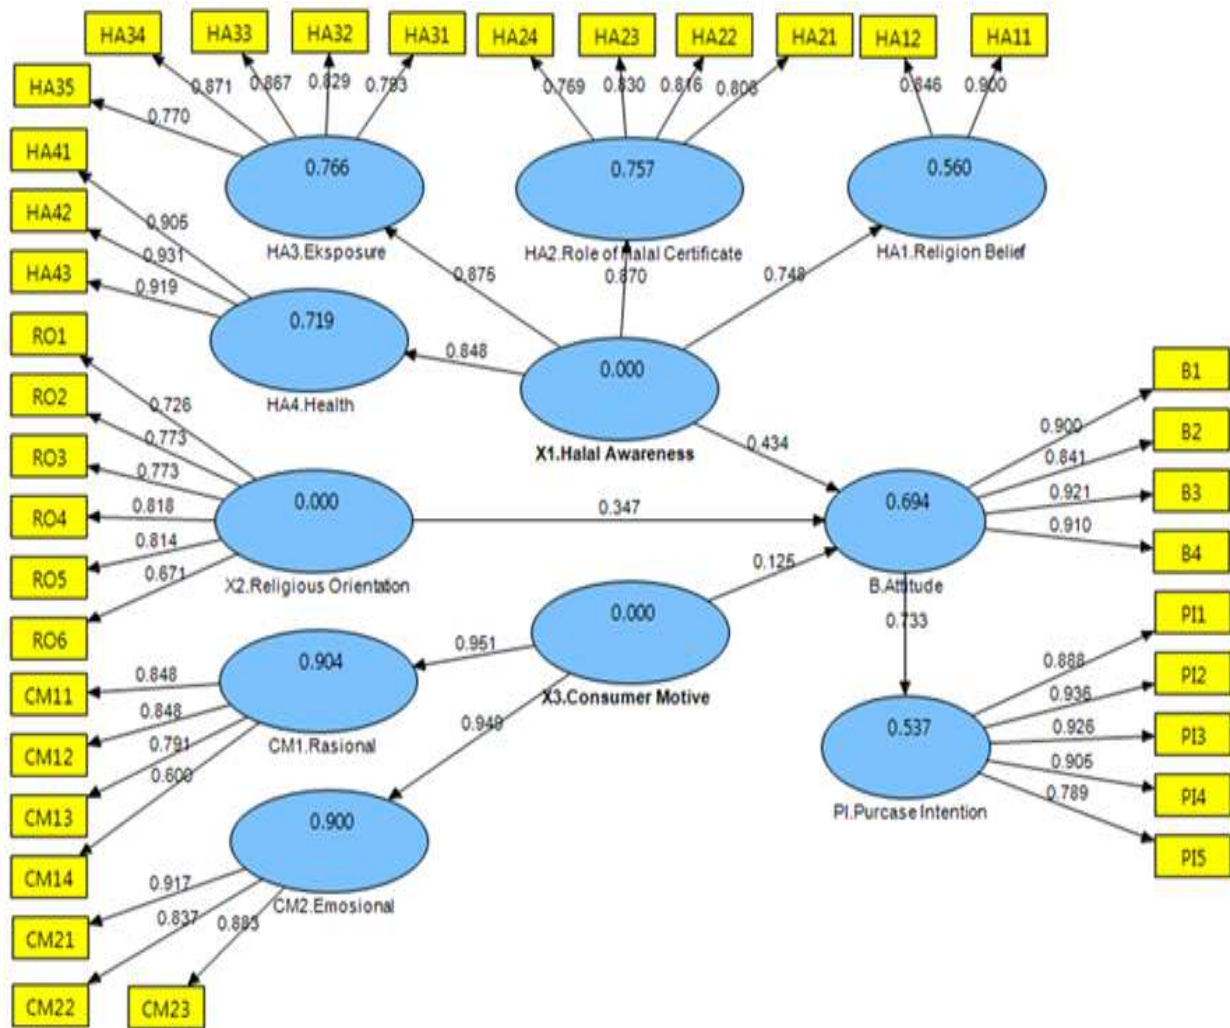 HA34
HA33
HA32
HA31
HA24
HA23
HA22
HA21
HA12
HA11
0.871
0.867
0.829
0.793
0.769
0.830
0.816
0.806
0.846
0.900
HA35
0.770
HA41
0.766
0.757
0.560
HA3.Eksposure
HA2.Role of Halal Certificate
HA1.Religion Belief
HA42
0.905
0.931
HA43
0.919
0.875
0.870
0.748
0.719
0.848
HA4.Health
0.000
X1.Halal Awareness
0.434
RO1
0.726
RO2
0.773
RO3
0.773
RO4
0.818
RO5
0.814
RO6
0.671
0.000
X2.Religious Orientation
0.347
0.694
B.Attitude
B1
0.900
B2
0.841
B3
0.921
B4
0.910
0.125
0.000
X3.Consumer Motive
0.733
0.951
0.949
CM11
0.848
CM12
0.848
CM13
0.791
CM14
0.600
0.904
CM1.Rasional
0.537
PI.Purcase Intention
PI1
0.888
PI2
0.936
PI3
0.926
PI4
0.905
PI5
0.789
0.900
CM2.Emosional
CM21
0.917
CM22
0.837
CM23
0.883